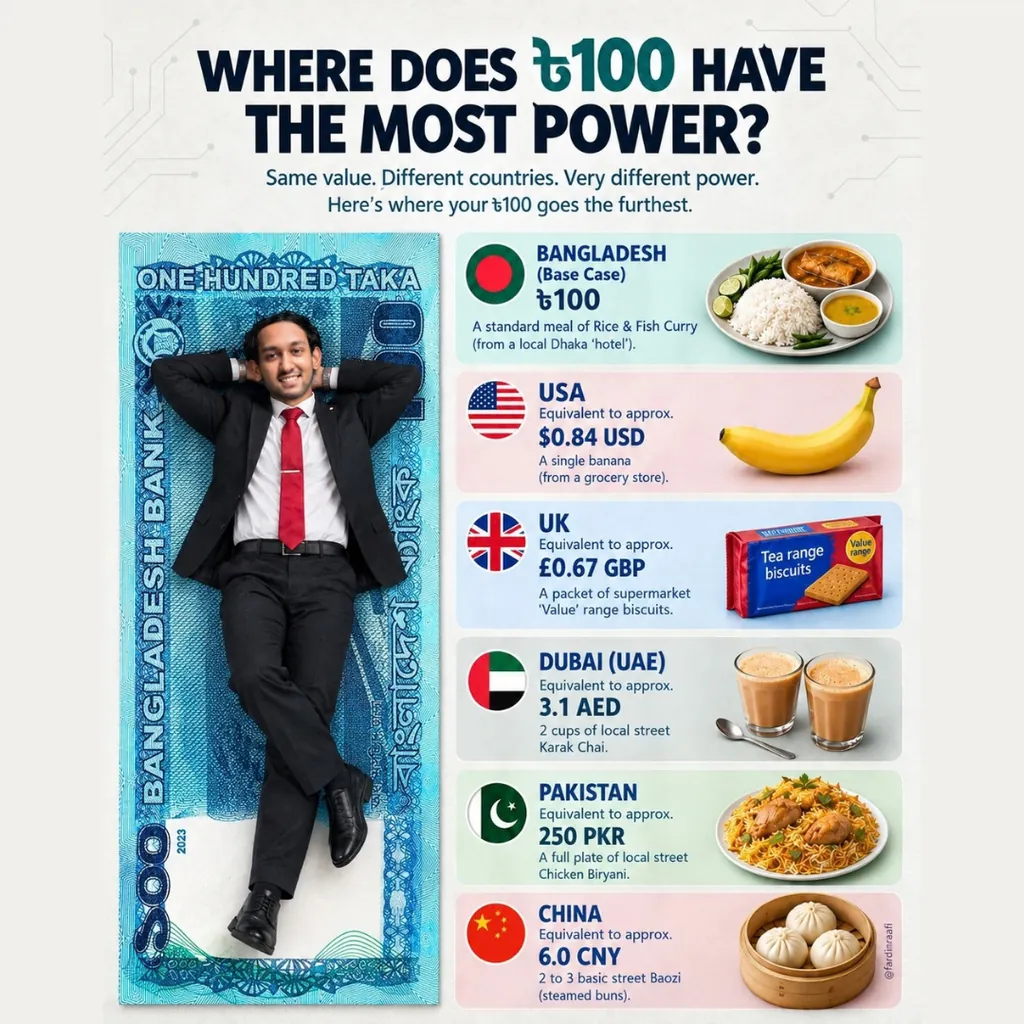 WHERE DOES ৳100 HAVE
THE MOST POWER?
Same value. Different countries. Very different power.
Here's where your ৳100 goes the furthest.
ONE HUNDRED TAKA
BANGLADESH BANK
2023
BANGLADESH
(Base Case)
৳100
A standard meal of Rice & Fish Curry
(from a local Dhaka 'hotel').
USA
Equivalent to approx.
$0.84 USD
A single banana
(from a grocery store).
UK
Equivalent to approx.
£0.67 GBP
A packet of supermarket
'Value' range biscuits.
Tea range
biscuits
Value
range
DUBAI (UAE)
Equivalent to approx.
3.1 AED
2 cups of local street
Karak Chai.
PAKISTAN
Equivalent to approx.
250 PKR
A full plate of local street
Chicken Biryani.
CHINA
Equivalent to approx.
6.0 CNY
2 to 3 basic street Baozi
(steamed buns).
@fardinraafi